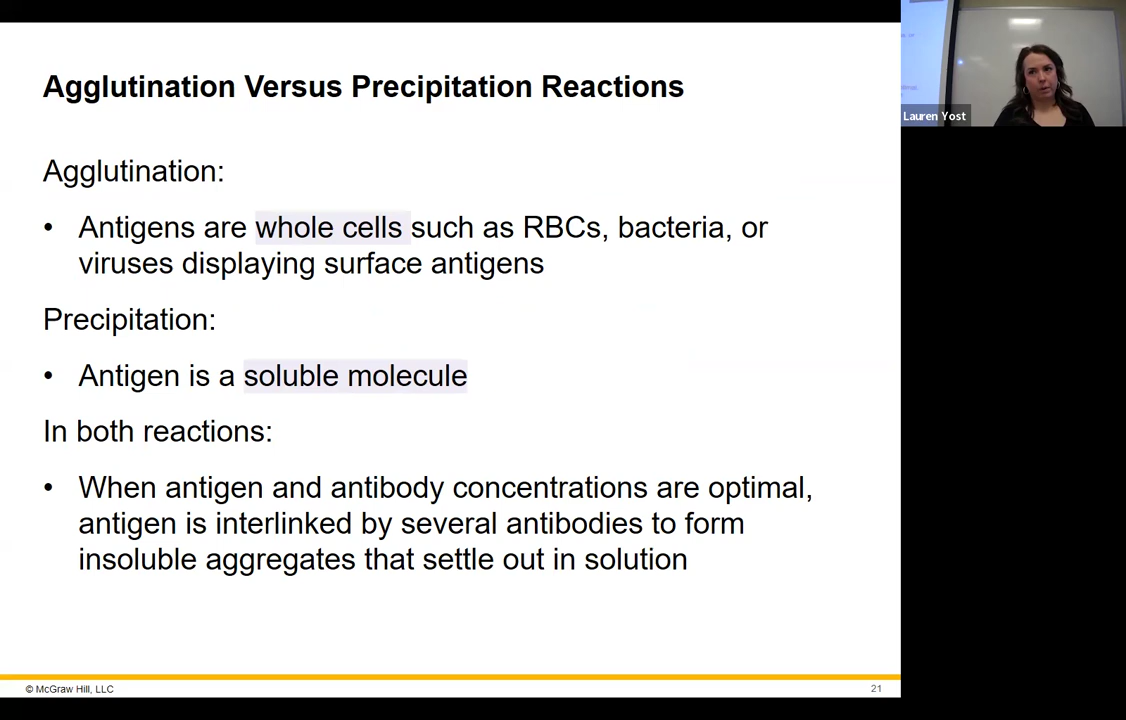 Agglutination Versus Precipitation Reactions
Agglutination:
• Antigens are whole cells such as RBCs, bacteria, or
viruses displaying surface antigens
Precipitation:
• Antigen is a soluble molecule
In both reactions:
• When antigen and antibody concentrations are optimal,
antigen is interlinked by several antibodies to form
insoluble aggregates that settle out in solution
© McGraw Hill, LLC
21
Lauren Yost